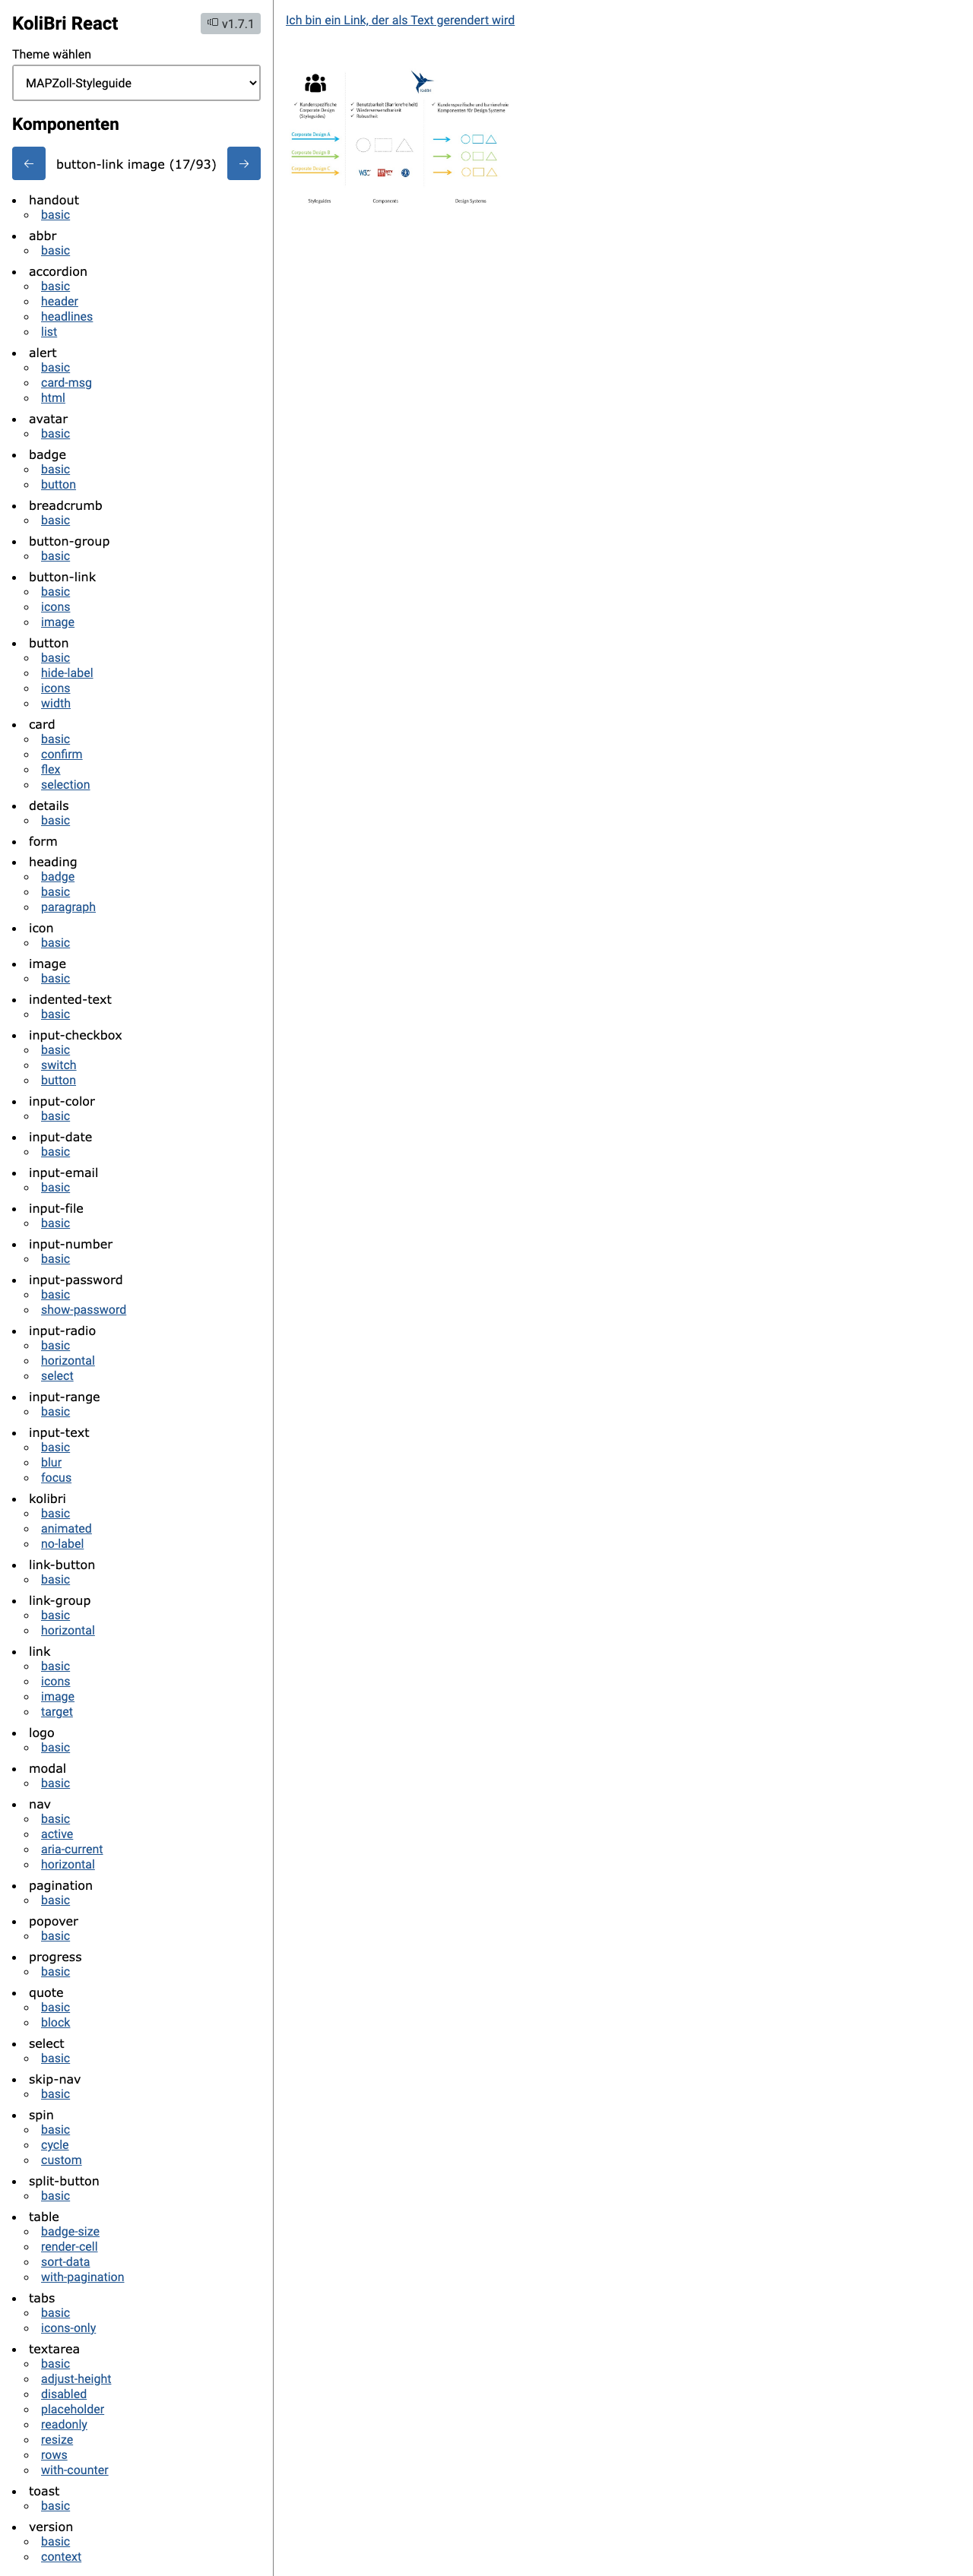 KoliBri React
v1.7.1
Theme wählen
MAPZoll-Styleguide
Komponenten
← button-link image (17/93) →
handout
basic
abbr
basic
accordion
basic
header
headlines
list
alert
basic
card-msg
html
avatar
basic
badge
basic
button
breadcrumb
basic
button-group
basic
button-link
basic
icons
image
button
basic
hide-label
icons
width
card
basic
confirm
flex
selection
details
basic
form
heading
badge
basic
paragraph
icon
basic
image
basic
indented-text
basic
input-checkbox
basic
switch
button
input-color
basic
input-date
basic
input-email
basic
input-file
basic
input-number
basic
input-password
basic
show-password
input-radio
basic
horizontal
select
input-range
basic
input-text
basic
blur
focus
kolibri
basic
animated
no-label
link-button
basic
link-group
basic
horizontal
link
basic
icons
image
target
logo
basic
modal
basic
nav
basic
active
aria-current
horizontal
pagination
basic
popover
basic
progress
basic
quote
basic
block
select
basic
skip-nav
basic
spin
basic
cycle
custom
split-button
basic
table
badge-size
render-cell
sort-data
with-pagination
tabs
basic
icons-only
textarea
basic
adjust-height
disabled
placeholder
readonly
resize
rows
with-counter
toast
basic
version
basic
context
Ich bin ein Link, der als Text gerendert wird
KoliBri
✓ Kundenspezifische
Corporate Design
(Styleguides)
✓ Benutzbarkeit (Barrierefreiheit)
✓ Wiederverwendbarkeit
✓ Robustheit
✓ Kundenspezifische und barrierefreie
Komponenten für Design Systeme
Corporate Design A
Corporate Design B
Corporate Design C
W3C
Styleguides
Components
Design Systems